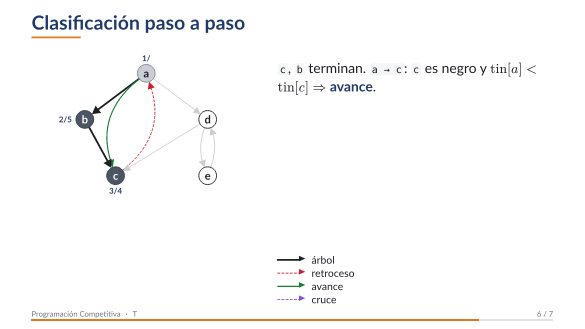 Clasificación paso a paso
1/
a
2/5 b
d
c
3/4
e
c, b terminan. a → c: c es negro y tin[a] <
tin[c] ⇒ avance.
árbol
retroceso
avance
cruce
Programación Competitiva · T
6 / 7